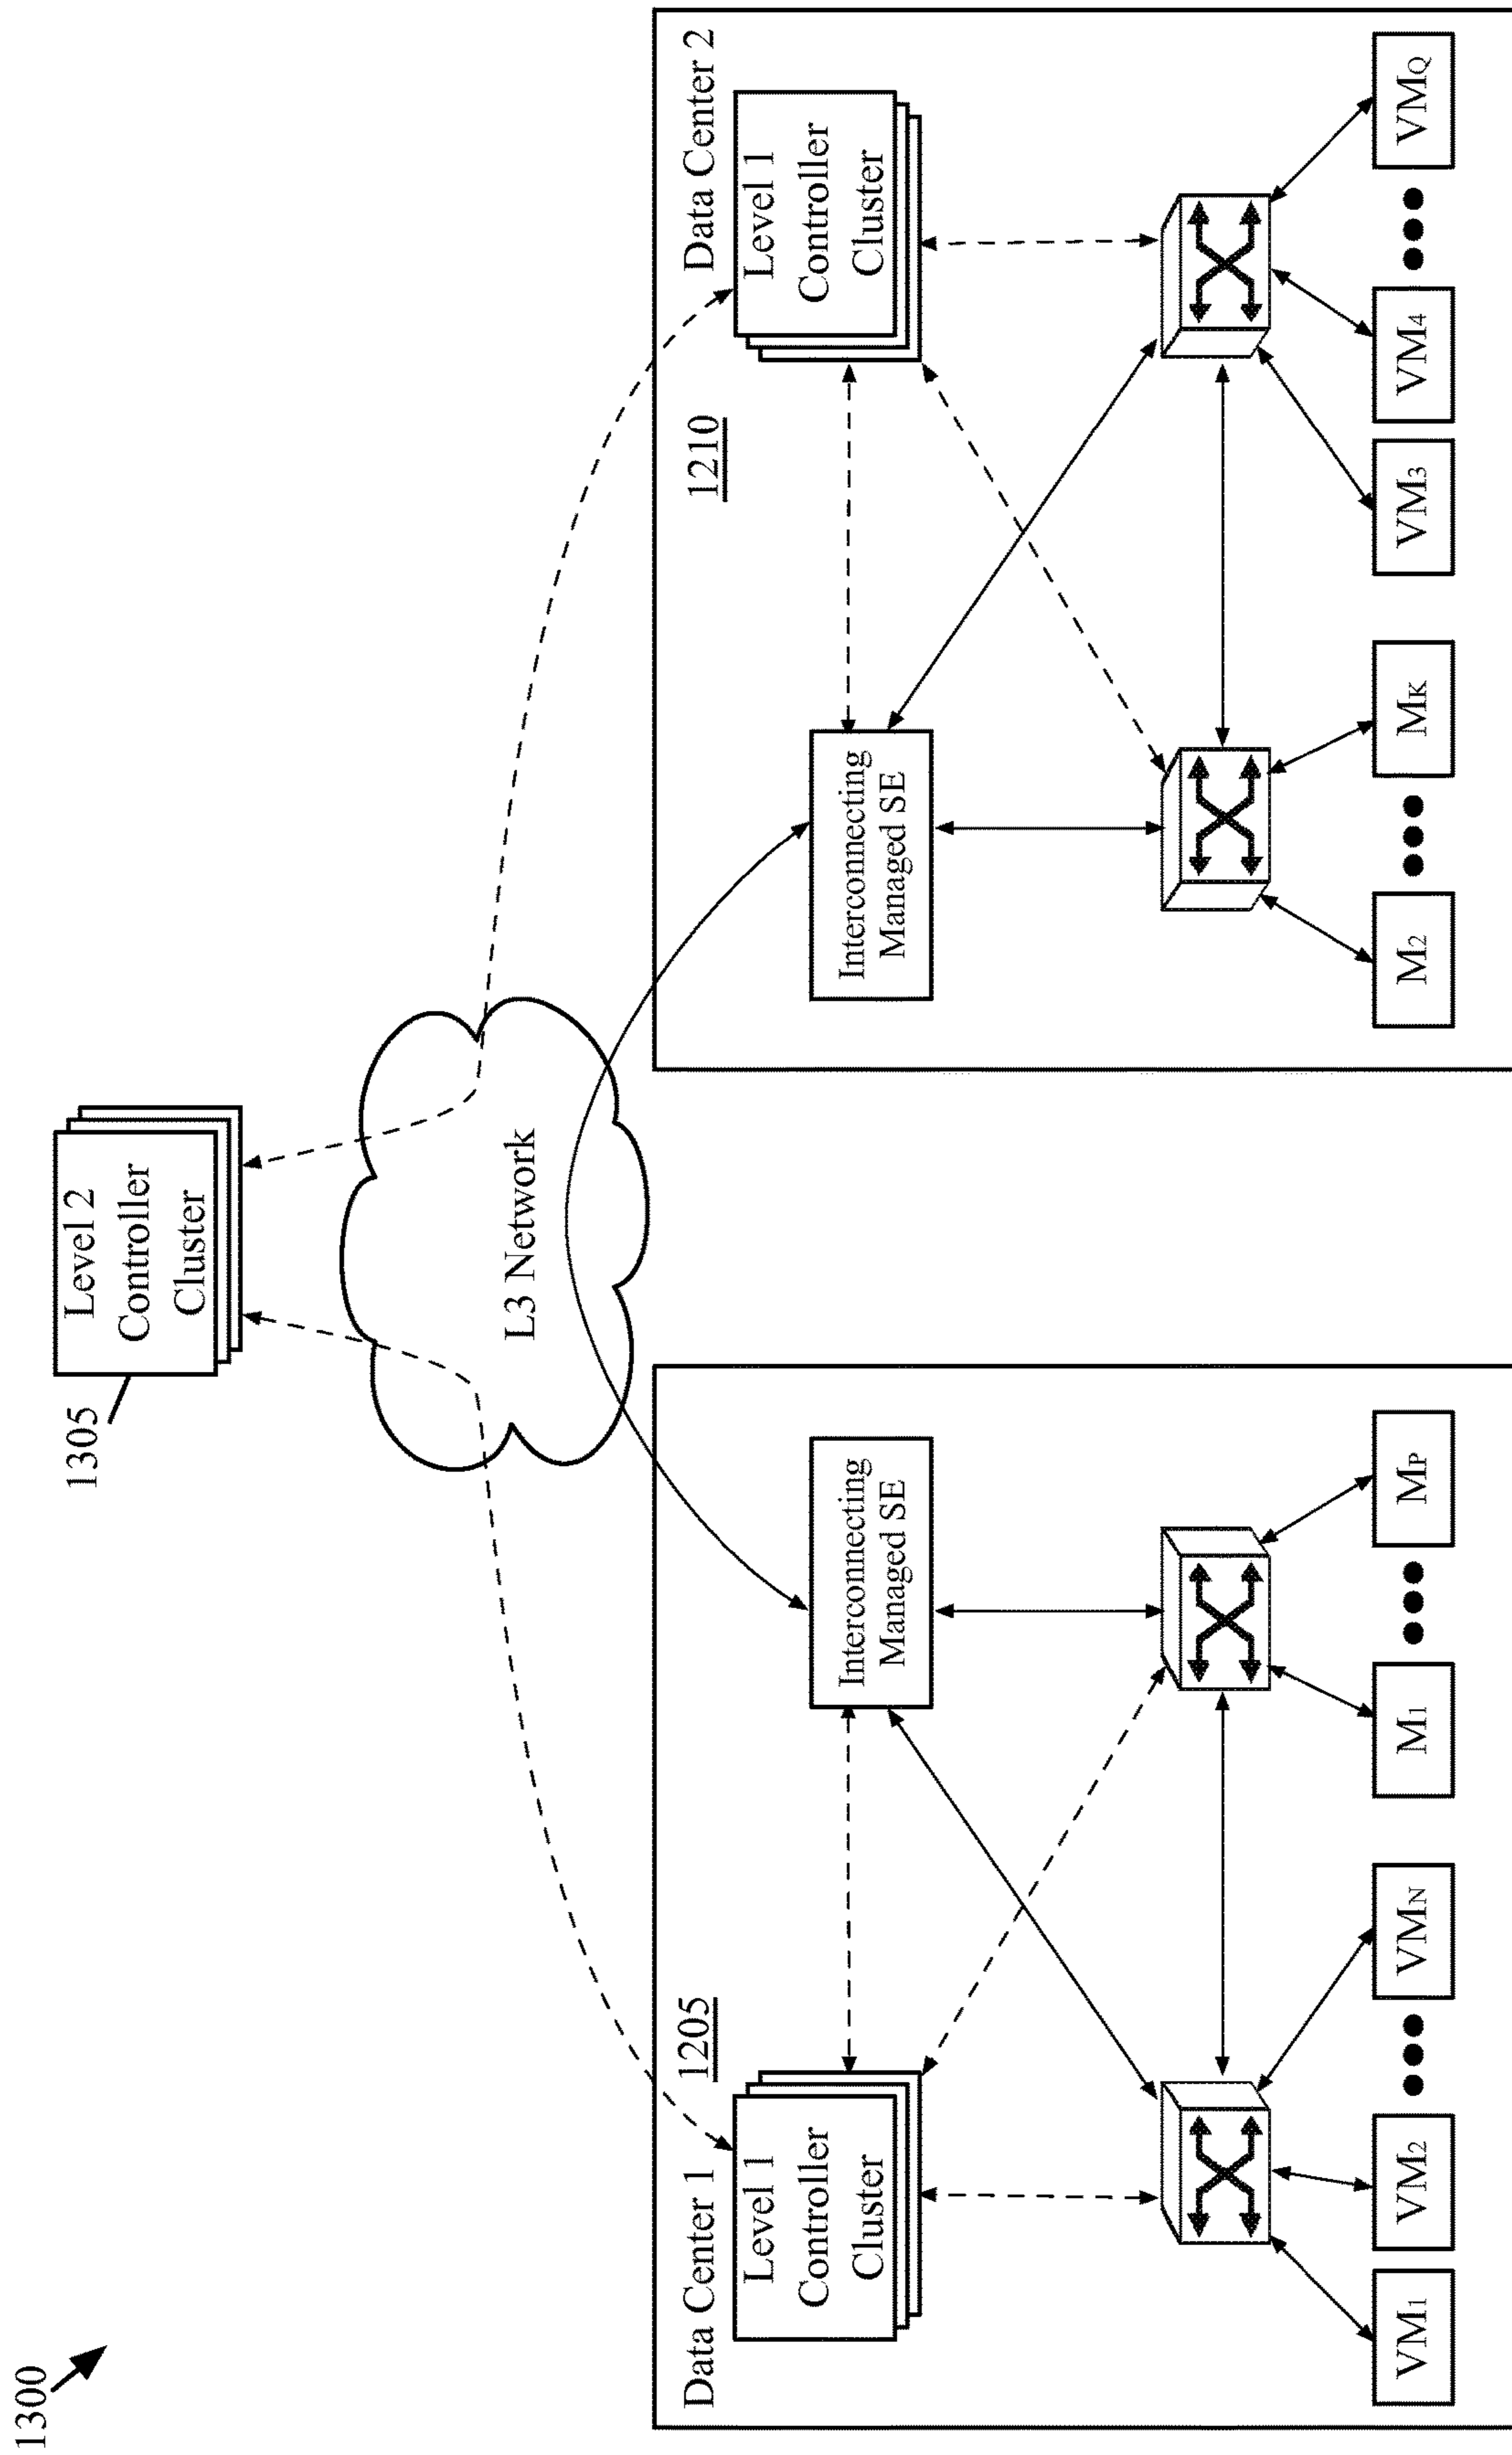 1300
1305
Level 2
Controller
Cluster
L3 Network
Data Center 1
1205
Level 1
Controller
Cluster
Interconnecting
Managed SE
VM1
VM2
VMN
M1
MP
Data Center 2
1210
Level 1
Controller
Cluster
Interconnecting
Managed SE
M2
MK
VM3
VM4
VMQ